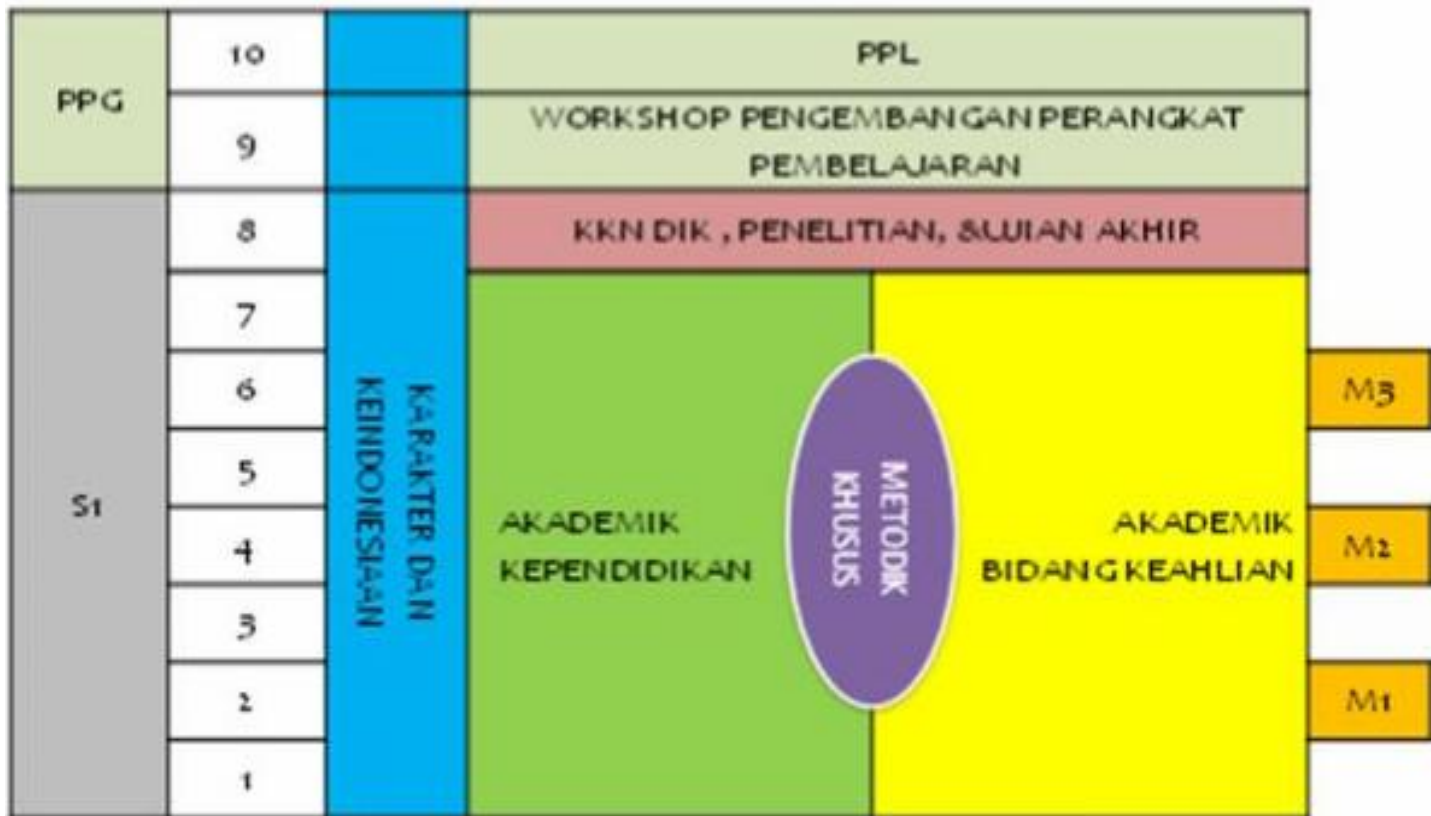 PPG
10
PPL
9
WORKSHOP PENGEMBANGAN PERANGKAT
PEMBELAJARAN
S1
8
KKN DIK , PENELITIAN, &UJIAN AKHIR
7
6
5
4
3
2
1
KARAKTER DAN
KEINDONESIAAN
AKADEMIK
KEPENDIDIKAN
METODIK
KHUSUS
AKADEMIK
BIDANG KEAHLIAN
M3
M2
M1